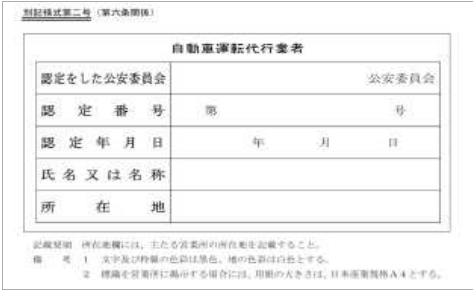 別記様式第二号（第六条関係）
自動車運転代行業者
認定をした公安委員会 公安委員会
認定番号 第 号
認定年月日 年 月 日
氏名又は名称
所在地
記載要領 所在地欄には、主たる営業所の所在地を記載すること。
備考 1 文字及び枠線の色彩は黒色、地の色彩は白色とする。
2 標識を営業所に掲示する場合には、用紙の大きさは、日本産業規格A4とする。